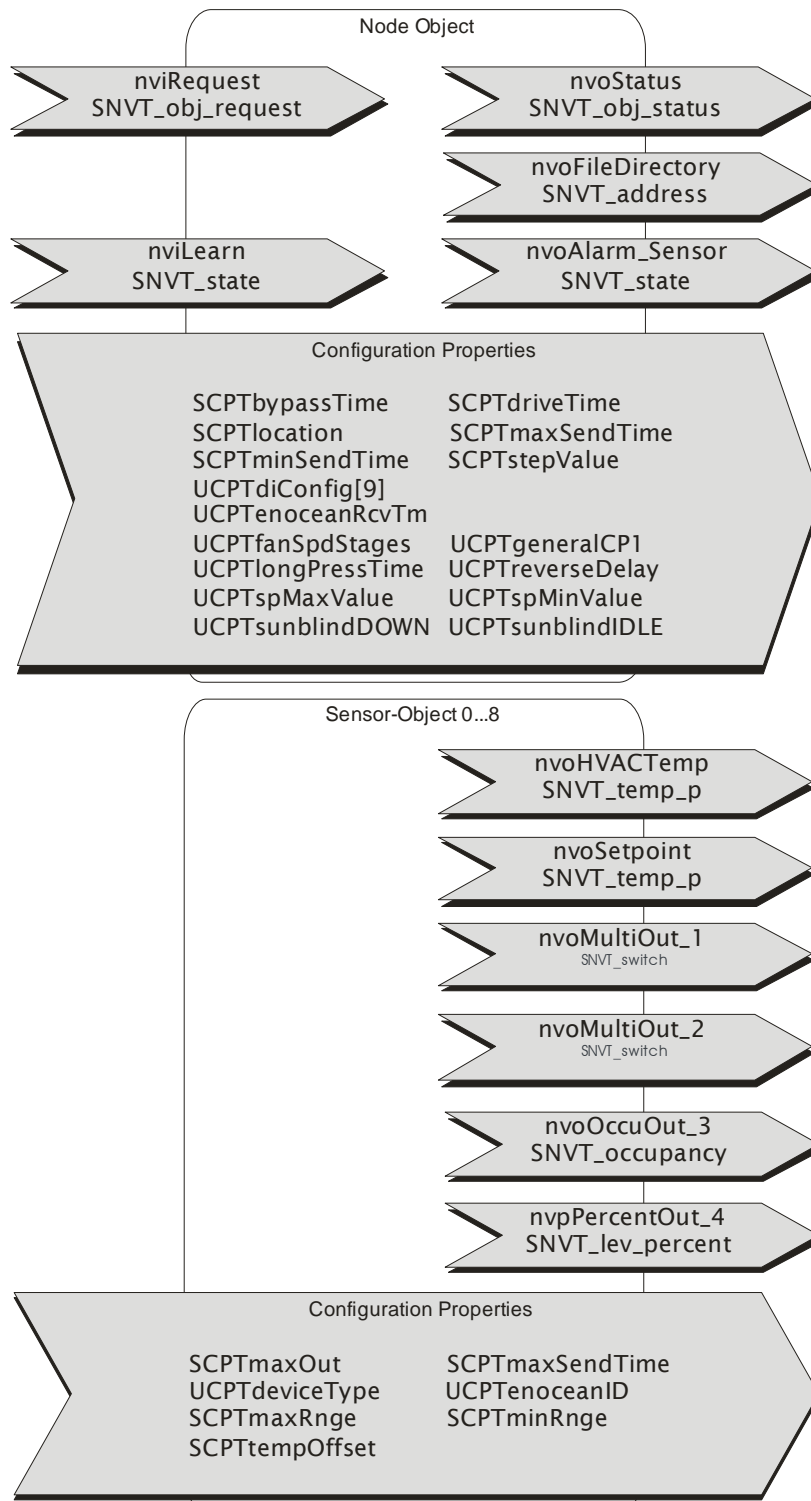 Node Object
nviRequest
SNVT_obj_request
nvoStatus
SNVT_obj_status
nvoFileDirectory
SNVT_address
nviLearn
SNVT_state
nvoAlarm_Sensor
SNVT_state
Configuration Properties
SCPTbypassTime SCPTdriveTime
SCPTlocation SCPTmaxSendTime
SCPTminSendTime SCPTstepValue
UCPTdiConfig[9]
UCPTenoceanRcvTm
UCPTfanSpdStages UCPTgeneralCP1
UCPTlongPressTime UCPTreverseDelay
UCPTspMaxValue UCPTspMinValue
UCPTsunblindDOWN UCPTsunblindIDLE
Sensor-Object 0...8
nvoHVACTemp
SNVT_temp_p
nvoSetpoint
SNVT_temp_p
nvoMultiOut_1
SNVT_switch
nvoMultiOut_2
SNVT_switch
nvoOccuOut_3
SNVT_occupancy
nvpPercentOut_4
SNVT_lev_percent
Configuration Properties
SCPTmaxOut SCPTmaxSendTime
UCPTdeviceType UCPTenoceanID
SCPTmaxRnge SCPTminRnge
SCPTtempOffset